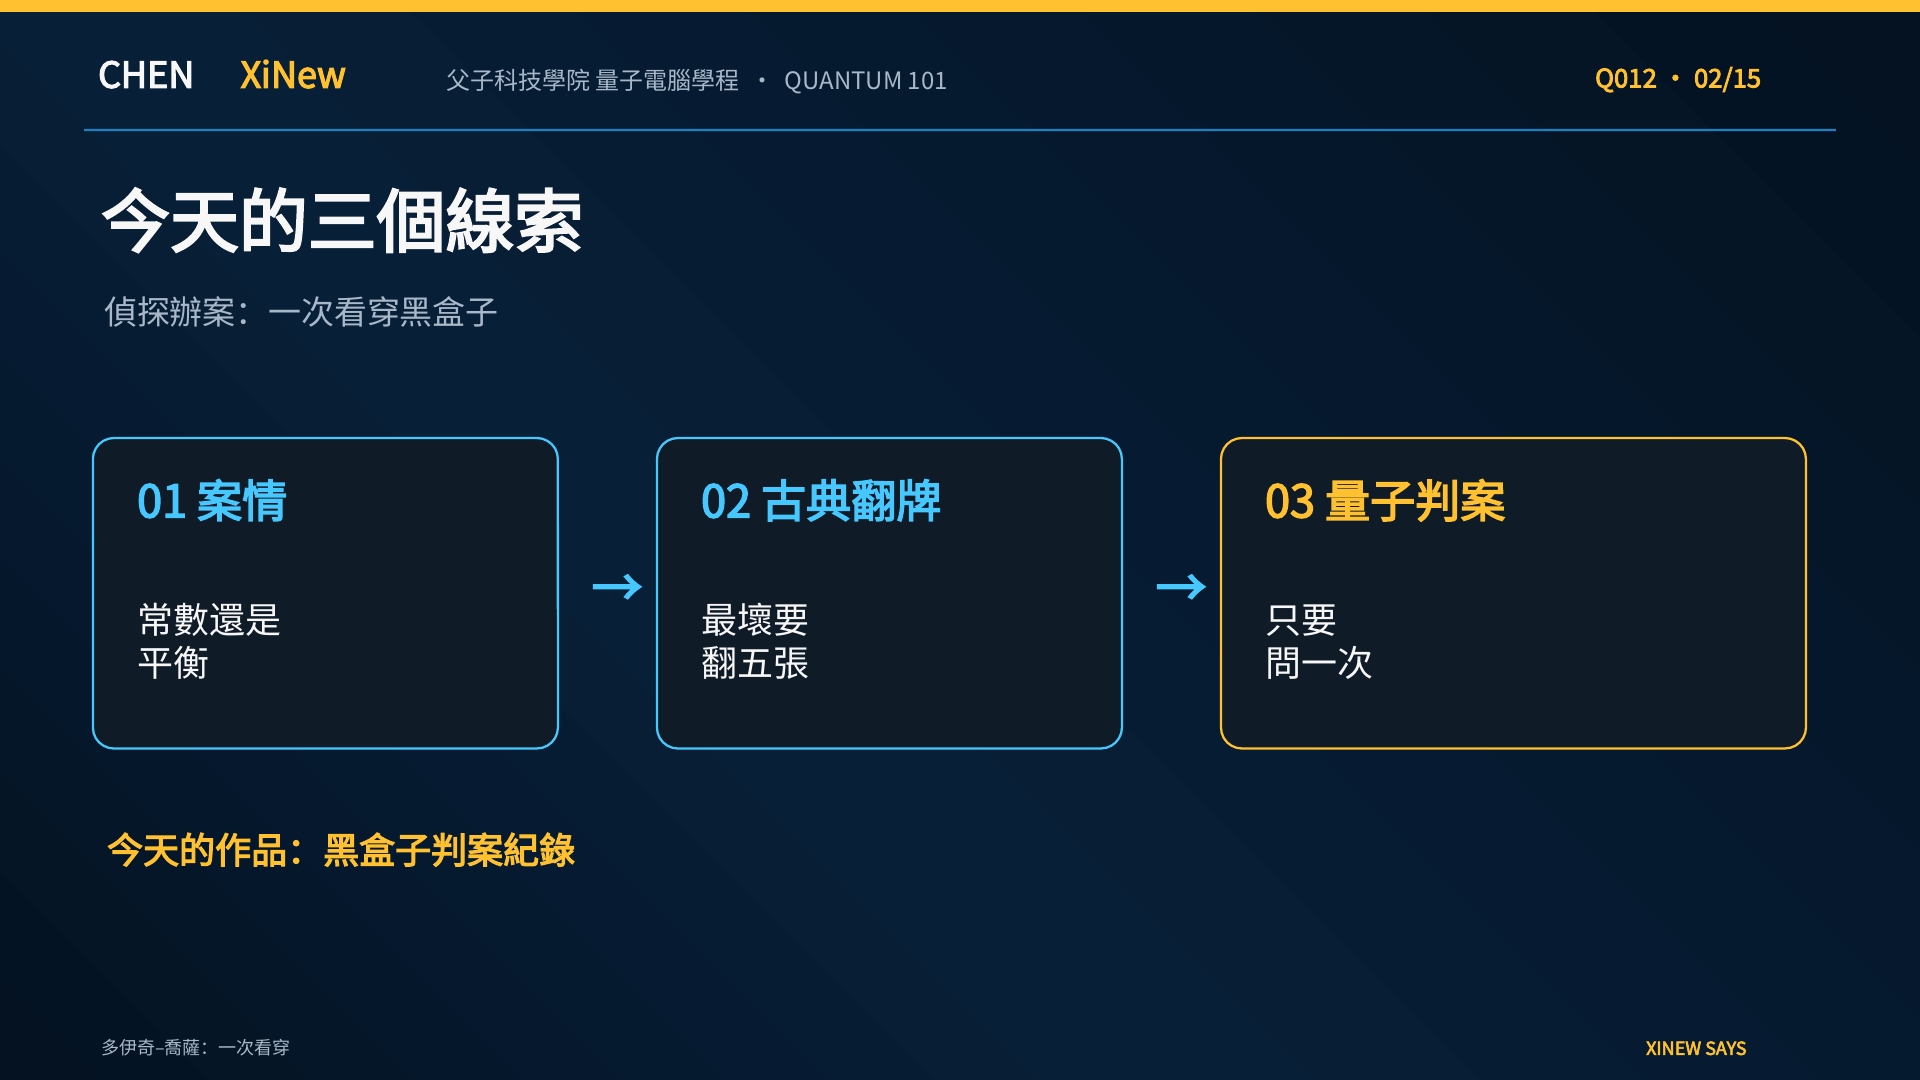 CHEN XiNew 父子科技學院 量子電腦學程 · QUANTUM 101 Q012 · 02/15
今天的三個線索
偵探辦案：一次看穿黑盒子
01 案情
常數還是
平衡
→
02 古典翻牌
最壞要
翻五張
→
03 量子判案
只要
問一次
今天的作品：黑盒子判案紀錄
多伊奇–喬薩：一次看穿
XINEW SAYS